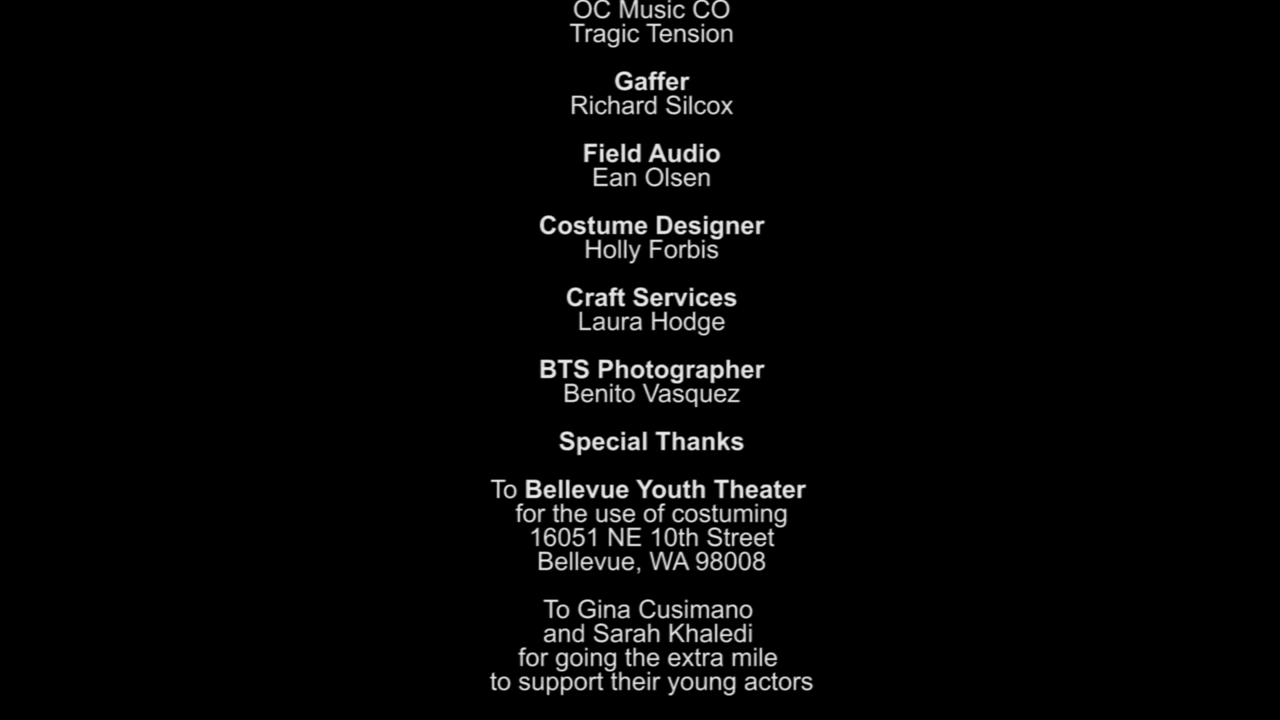 OC Music CO
Tragic Tension
Gaffer
Richard Silcox
Field Audio
Ean Olsen
Costume Designer
Holly Forbis
Craft Services
Laura Hodge
BTS Photographer
Benito Vasquez
Special Thanks
To Bellevue Youth Theater
for the use of costuming
16051 NE 10th Street
Bellevue, WA 98008
To Gina Cusimano
and Sarah Khaledi
for going the extra mile
to support their young actors